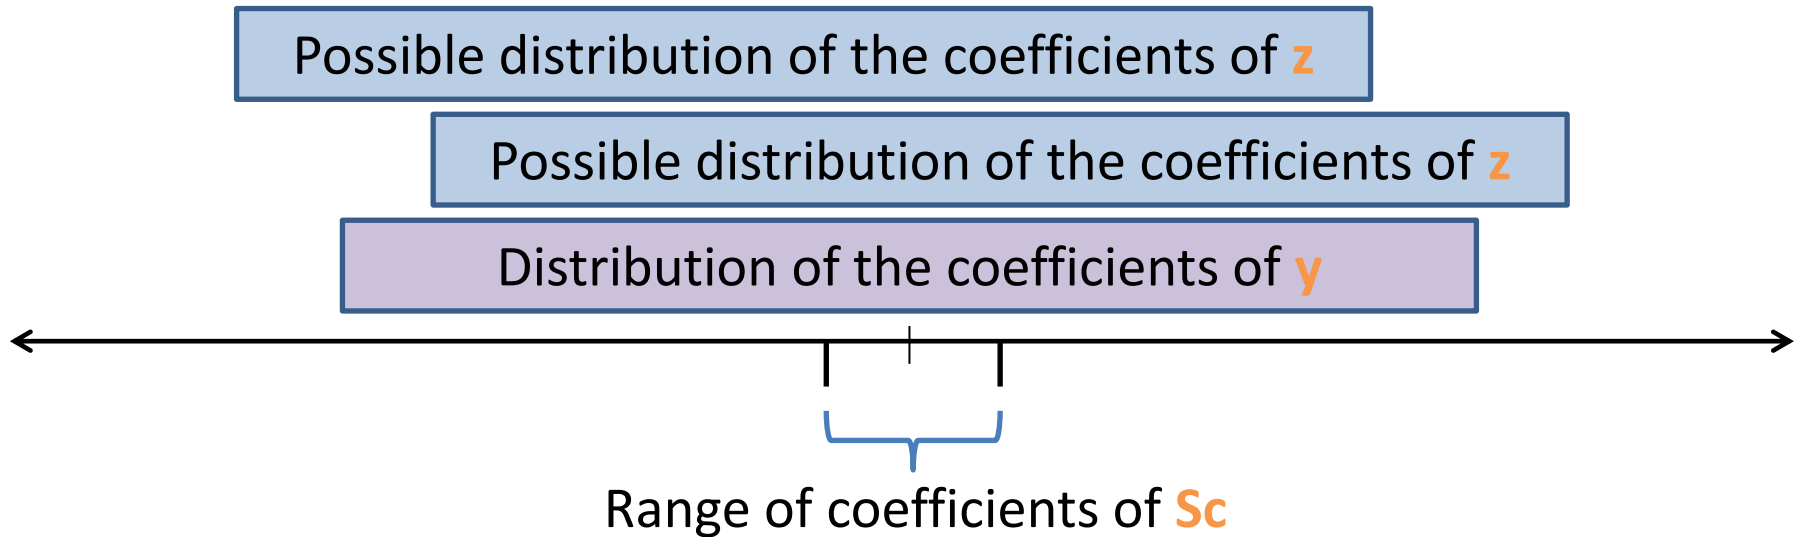 Possible distribution of the coefficients of z
Possible distribution of the coefficients of z
Distribution of the coefficients of y
Range of coefficients of Sc